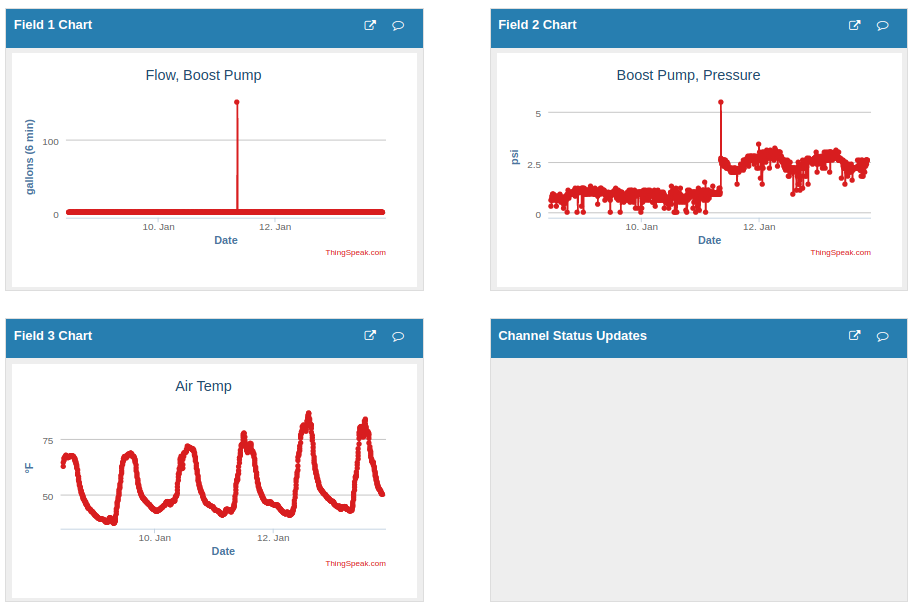 Field 1 Chart
Flow, Boost Pump
gallons (6 min)
100
0
10. Jan
12. Jan
Date
ThingSpeak.com
Field 2 Chart
Boost Pump, Pressure
psi
5
2.5
0
10. Jan
12. Jan
Date
ThingSpeak.com
Field 3 Chart
Air Temp
°F
75
50
10. Jan
12. Jan
Date
ThingSpeak.com
Channel Status Updates